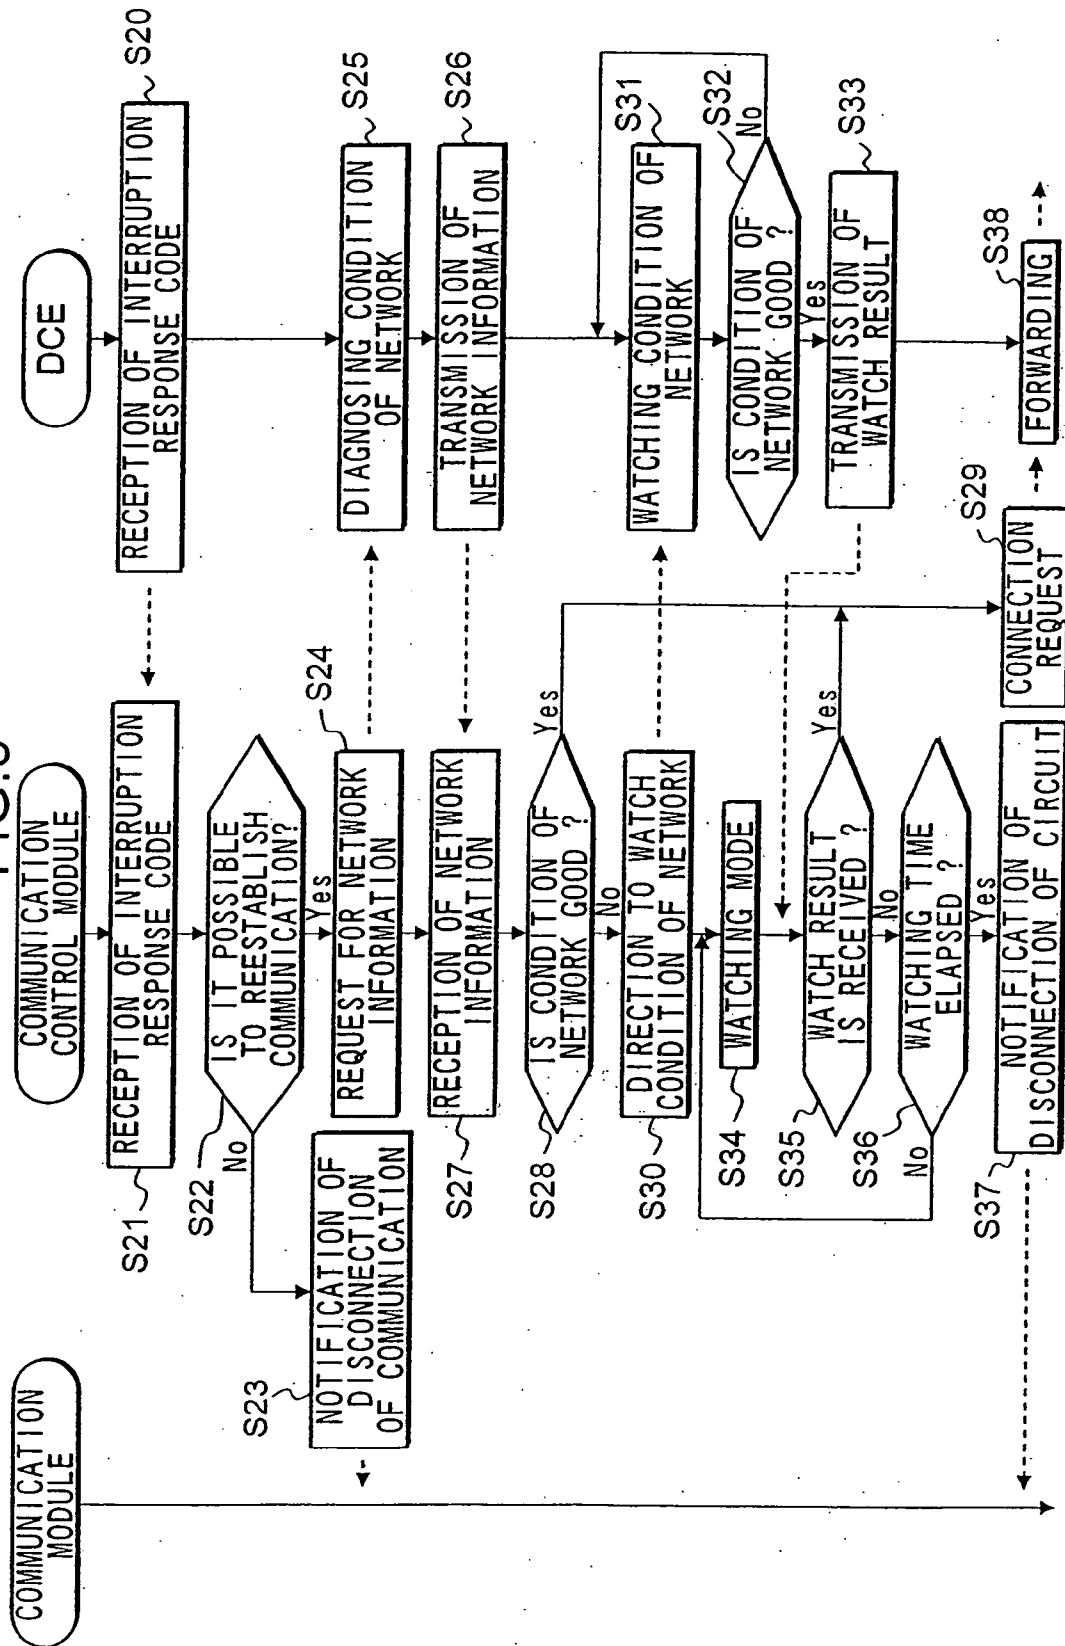 COMMUNICATION
MODULE
COMMUNICATION
CONTROL MODULE
DCE
RECEPTION OF INTERRUPTION
RESPONSE CODE
S20
RECEPTION OF INTERRUPTION
RESPONSE CODE
S21
IS IT POSSIBLE
TO REESTABLISH
COMMUNICATION?
S22
No
Yes
NOTIFICATION OF
DISCONNECTION
OF COMMUNICATION
S23
REQUEST FOR NETWORK
INFORMATION
S24
DIAGNOSING CONDITION
OF NETWORK
S25
TRANSMISSION OF
NETWORK INFORMATION
S26
RECEPTION OF NETWORK
INFORMATION
S27
IS CONDITION OF
NETWORK GOOD ?
S28
Yes
No
DIRECTION TO WATCH
CONDITION OF NETWORK
S30
WATCHING CONDITION OF
NETWORK
S31
IS CONDITION OF
NETWORK GOOD ?
S32
No
Yes
TRANSMISSION OF
WATCH RESULT
S33
WATCHING MODE
S34
WATCH RESULT
IS RECEIVED ?
S35
Yes
No
WATCHING TIME
ELAPSED ?
S36
No
Yes
NOTIFICATION OF
DISCONNECTION OF CIRCUIT
S37
CONNECTION
REQUEST
S29
FORWARDING
S38